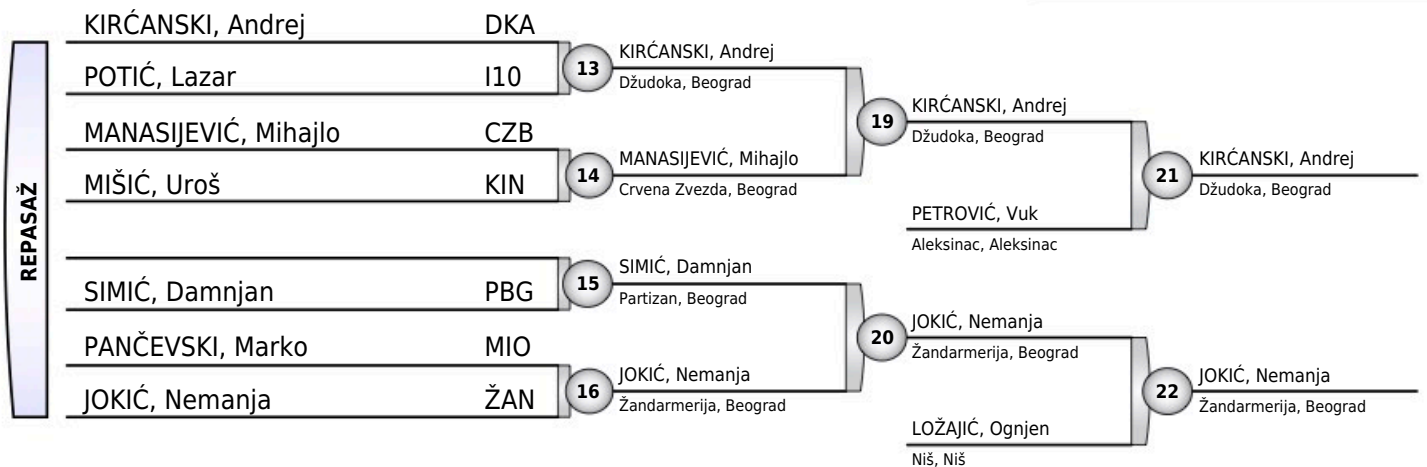 REPASAŽ
KIRĆANSKI, Andrej DKA
POTIĆ, Lazar I10
MANASIJEVIĆ, Mihajlo CZB
MIŠIĆ, Uroš KIN
SIMIĆ, Damnjan PBG
PANČEVSKI, Marko MIO
JOKIĆ, Nemanja ŽAN
13
KIRĆANSKI, Andrej
Džudoka, Beograd
14
MANASIJEVIĆ, Mihajlo
Crvena Zvezda, Beograd
15
SIMIĆ, Damnjan
Partizan, Beograd
16
JOKIĆ, Nemanja
Žandarmerija, Beograd
19
KIRĆANSKI, Andrej
Džudoka, Beograd
PETROVIĆ, Vuk
Aleksinac, Aleksinac
20
JOKIĆ, Nemanja
Žandarmerija, Beograd
LOŽAJIĆ, Ognjen
Niš, Niš
21
KIRĆANSKI, Andrej
Džudoka, Beograd
22
JOKIĆ, Nemanja
Žandarmerija, Beograd